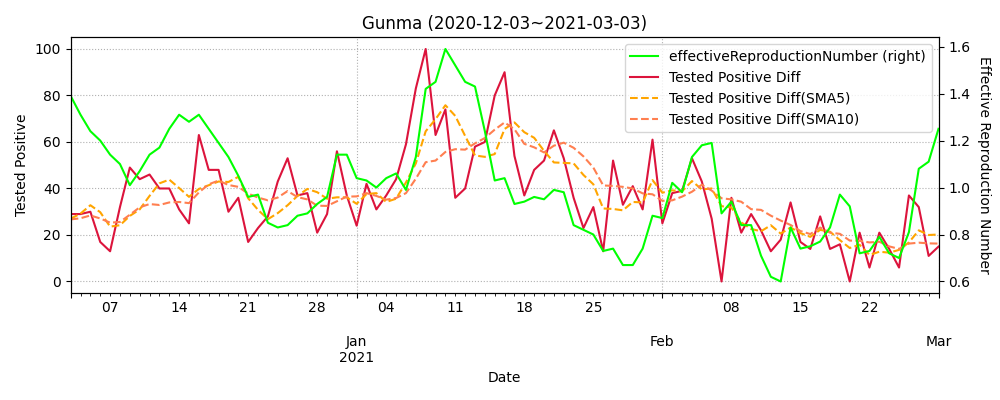 Gunma (2020-12-03~2021-03-03)
effectiveReproductionNumber (right)
Tested Positive Diff
Tested Positive Diff(SMA5)
Tested Positive Diff(SMA10)
Tested Positive
100
80
60
40
20
0
1.6
1.4
1.2
1.0
0.8
0.6
Effective Reproduction Number
07 14 21 28 04 11 18 25 08 15 22
Jan Feb Mar
2021
Date